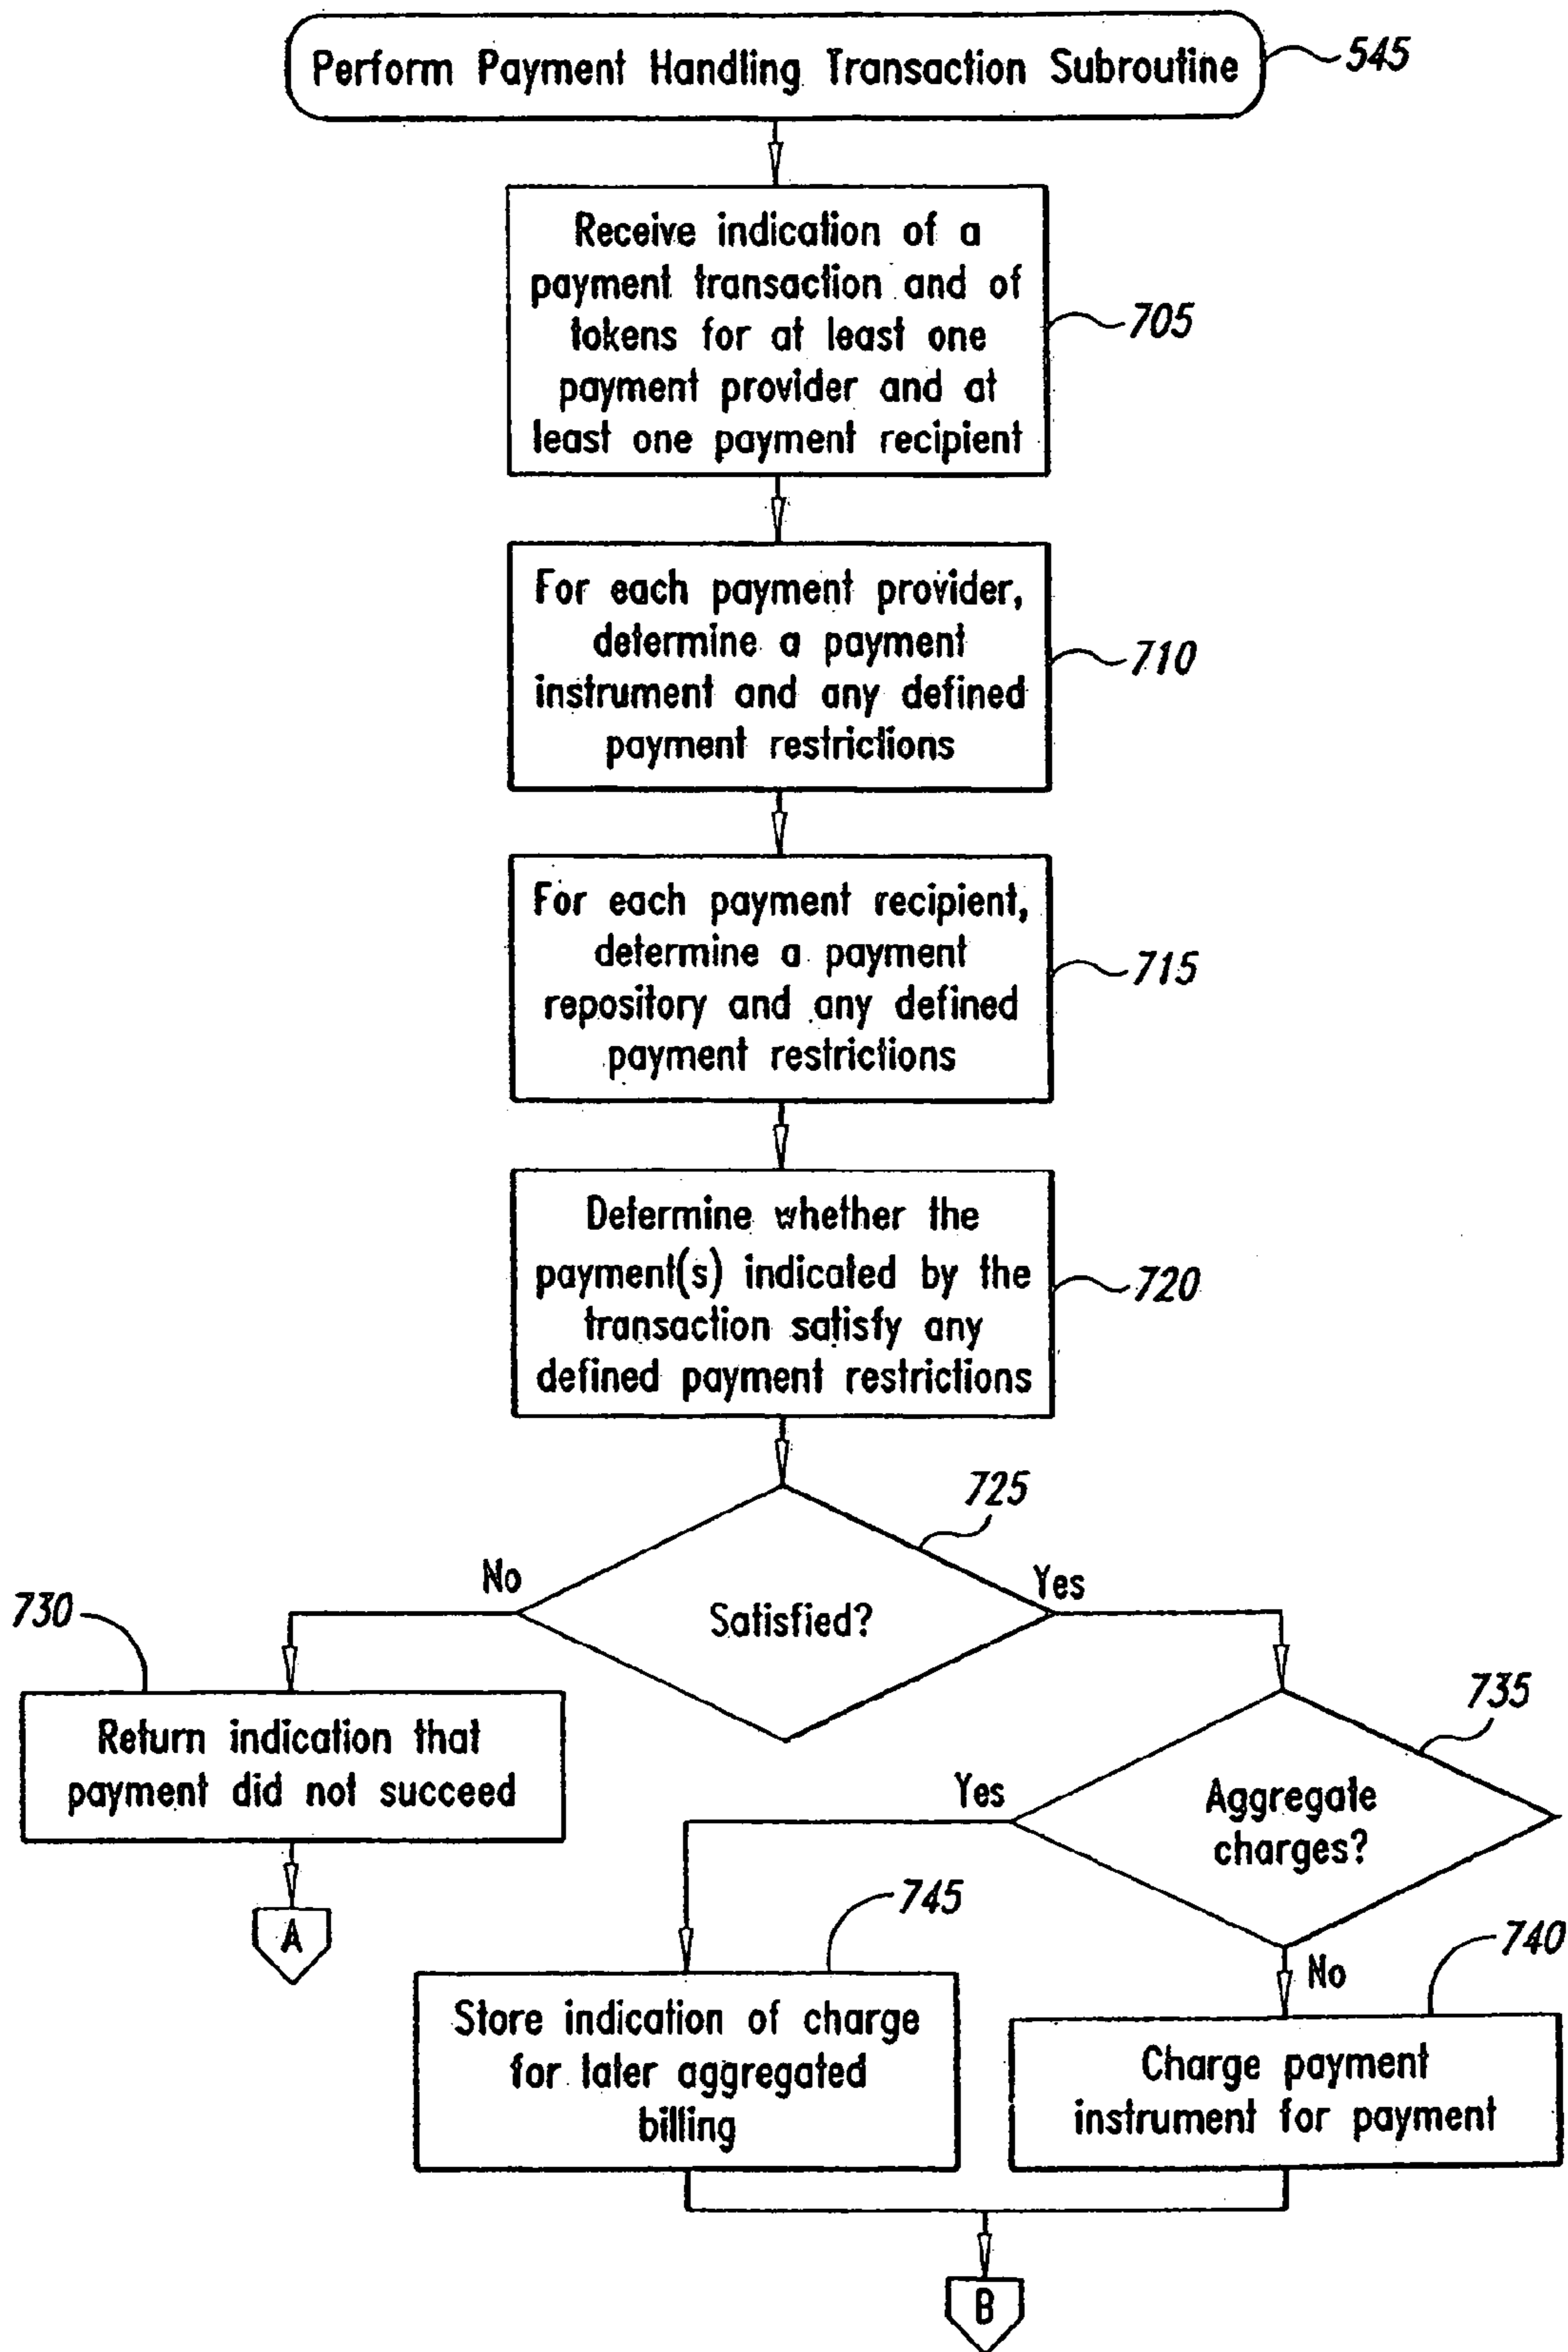 Perform Payment Handling Transaction Subroutine
545
Receive indication of a
payment transaction and of
tokens for at least one
payment provider and at
least one payment recipient
705
For each payment provider,
determine a payment
instrument and any defined
payment restrictions
710
For each payment recipient,
determine a payment
repository and any defined
payment restrictions
715
Determine whether the
payment(s) indicated by the
transaction satisfy any
defined payment restrictions
720
725
No
Yes
Satisfied?
730
Return indication that
payment did not succeed
A
735
Yes
Aggregate
charges?
745
No
740
Store indication of charge
for later aggregated
billing
Charge payment
instrument for payment
B